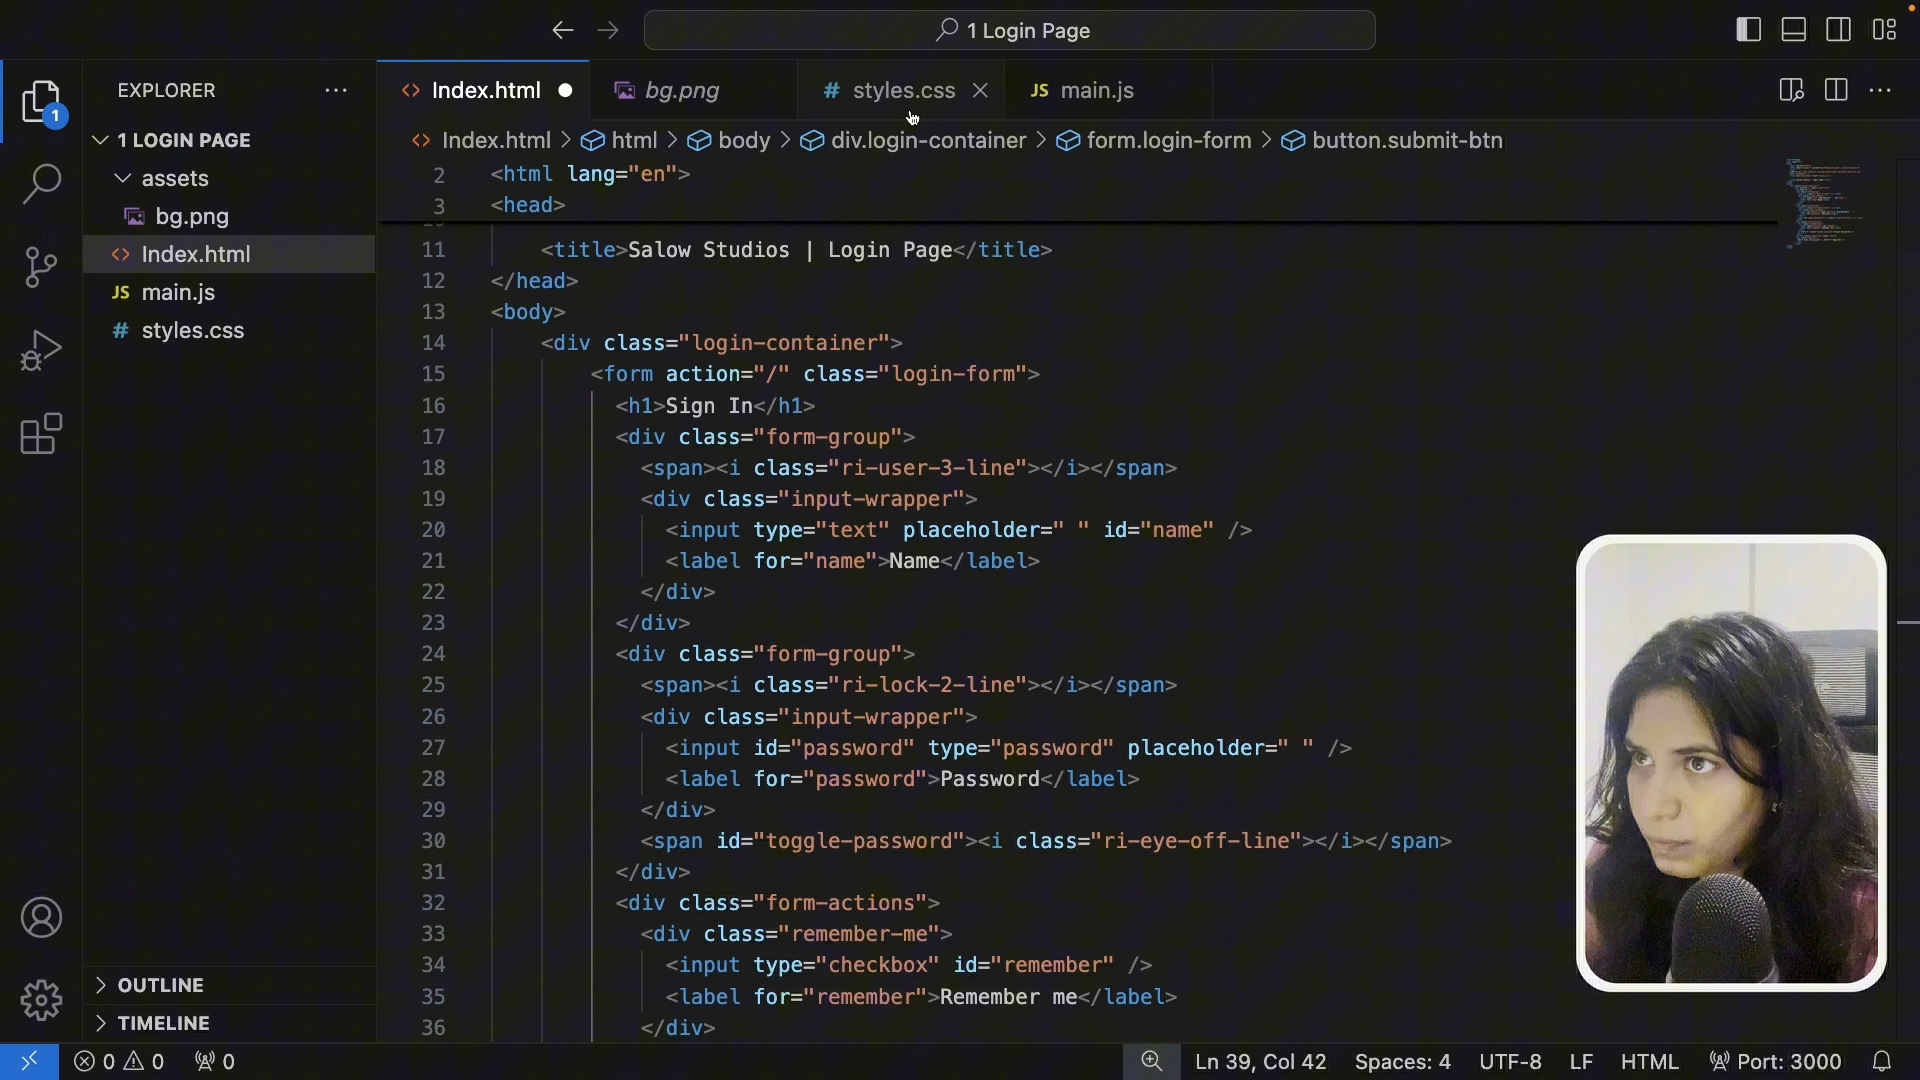 1 Login Page
EXPLORER
Index.html
bg.png
# styles.css
JS main.js
1
1 LOGIN PAGE
assets
bg.png
<> Index.html
JS main.js
# styles.css
<> Index.html > html > body > div.login-container > form.login-form > button.submit-btn
2 <html lang="en">
3 <head>
11 <title>Salow Studios | Login Page</title>
12 </head>
13 <body>
14 <div class="login-container">
15 <form action="/" class="login-form">
16 <h1>Sign In</h1>
17 <div class="form-group">
18 <span><i class="ri-user-3-line"></i></span>
19 <div class="input-wrapper">
20 <input type="text" placeholder=" " id="name" />
21 <label for="name">Name</label>
22 </div>
23 </div>
24 <div class="form-group">
25 <span><i class="ri-lock-2-line"></i></span>
26 <div class="input-wrapper">
27 <input id="password" type="password" placeholder=" " />
28 <label for="password">Password</label>
29 </div>
30 <span id="toggle-password"><i class="ri-eye-off-line"></i></span>
31 </div>
32 <div class="form-actions">
33 <div class="remember-me">
34 <input type="checkbox" id="remember" />
35 <label for="remember">Remember me</label>
36 </div>
OUTLINE
TIMELINE
0 0 0
Ln 39, Col 42 Spaces: 4 UTF-8 LF HTML Port: 3000